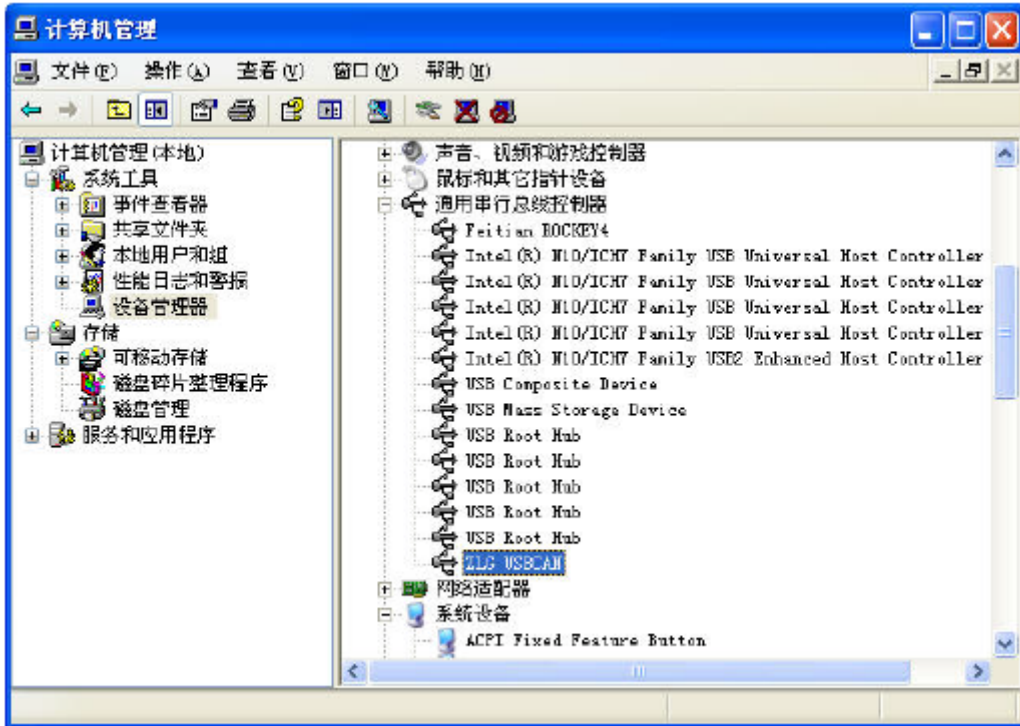 计算机管理
文件(F) 操作(A) 查看(V) 窗口(W) 帮助(H)
计算机管理(本地)
系统工具
事件查看器
共享文件夹
本地用户和组
性能日志和警报
设备管理器
存储
可移动存储
磁盘碎片整理程序
磁盘管理
服务和应用程序
声音、视频和游戏控制器
鼠标和其它指针设备
通用串行总线控制器
Feitian ROCKEY4
Intel(R) N10/ICH7 Family USB Universal Host Controller
Intel(R) N10/ICH7 Family USB Universal Host Controller
Intel(R) N10/ICH7 Family USB Universal Host Controller
Intel(R) N10/ICH7 Family USB Universal Host Controller
Intel(R) N10/ICH7 Family USB2 Enhanced Host Controller
USB Composite Device
USB Mass Storage Device
USB Root Hub
USB Root Hub
USB Root Hub
USB Root Hub
USB Root Hub
ZLG USBCAN
网络适配器
系统设备
ACPI Fixed Feature Button